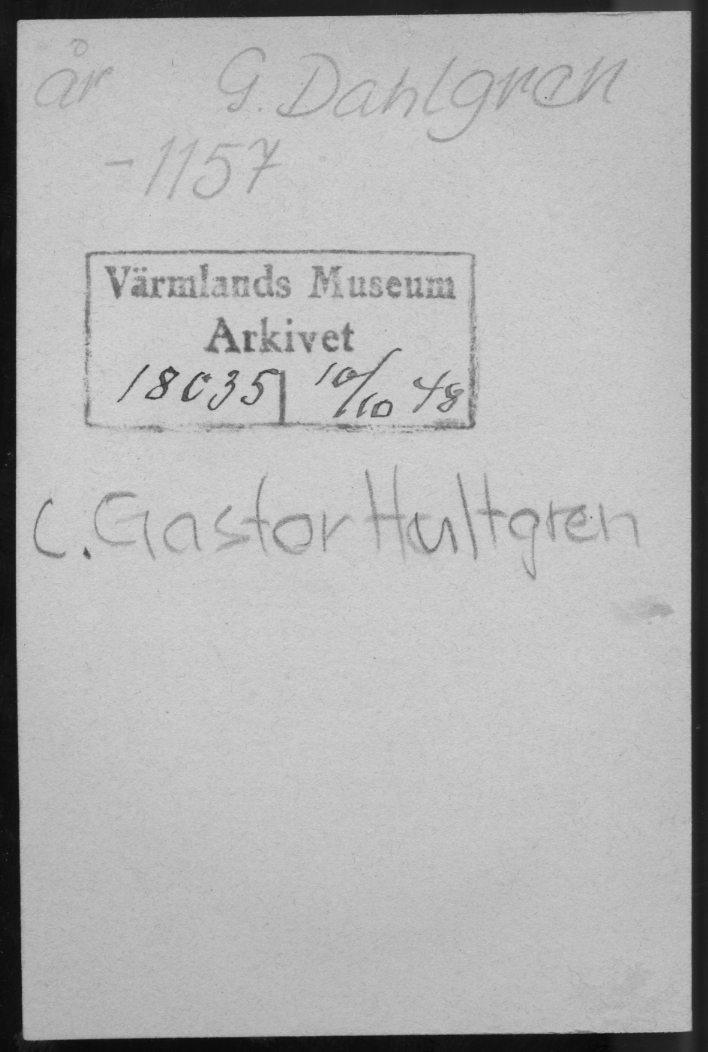 år G. Dahlgren
-1157
Värmlands Museum
Arkivet
18035 10/10 48
C. Gastor Hultgren